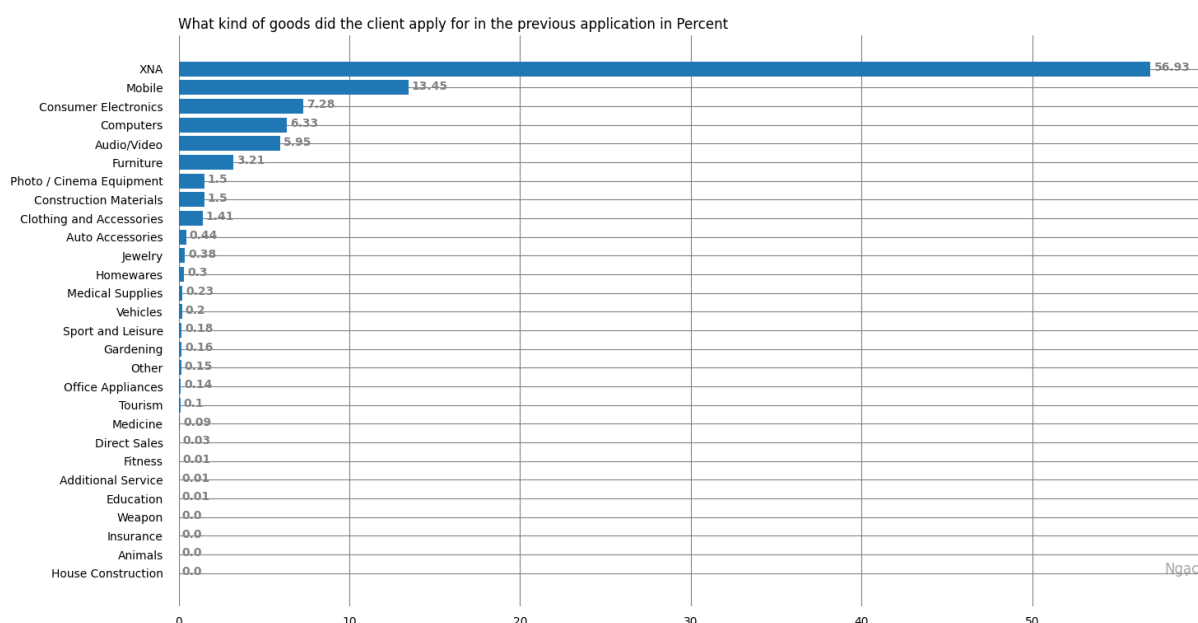 What kind of goods did the client apply for in the previous application in Percent
XNA 56.93
Mobile 13.45
Consumer Electronics 7.28
Computers 6.33
Audio/Video 5.95
Furniture 3.21
Photo / Cinema Equipment 1.5
Construction Materials 1.5
Clothing and Accessories 1.41
Auto Accessories 0.44
Jewelry 0.38
Homewares 0.3
Medical Supplies 0.23
Vehicles 0.2
Sport and Leisure 0.18
Gardening 0.16
Other 0.15
Office Appliances 0.14
Tourism 0.1
Medicine 0.09
Direct Sales 0.03
Fitness 0.01
Additional Service 0.01
Education 0.01
Weapon 0.0
Insurance 0.0
Animals 0.0
House Construction 0.0
0 10 20 30 40 50